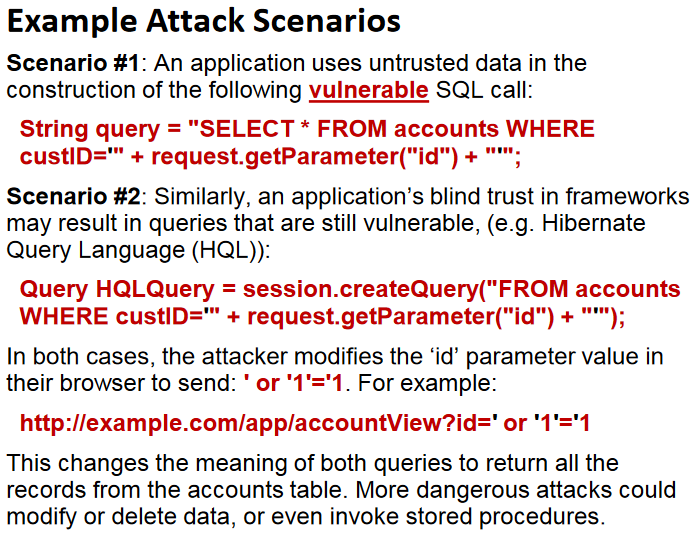 Example Attack Scenarios
Scenario #1: An application uses untrusted data in the
construction of the following vulnerable SQL call:
String query = "SELECT * FROM accounts WHERE
custID='" + request.getParameter("id") + "'";
Scenario #2: Similarly, an application’s blind trust in frameworks
may result in queries that are still vulnerable, (e.g. Hibernate
Query Language (HQL)):
Query HQLQuery = session.createQuery("FROM accounts
WHERE custID='" + request.getParameter("id") + "'");
In both cases, the attacker modifies the ‘id’ parameter value in
their browser to send: ' or '1'='1. For example:
http://example.com/app/accountView?id=' or '1'='1
This changes the meaning of both queries to return all the
records from the accounts table. More dangerous attacks could
modify or delete data, or even invoke stored procedures.